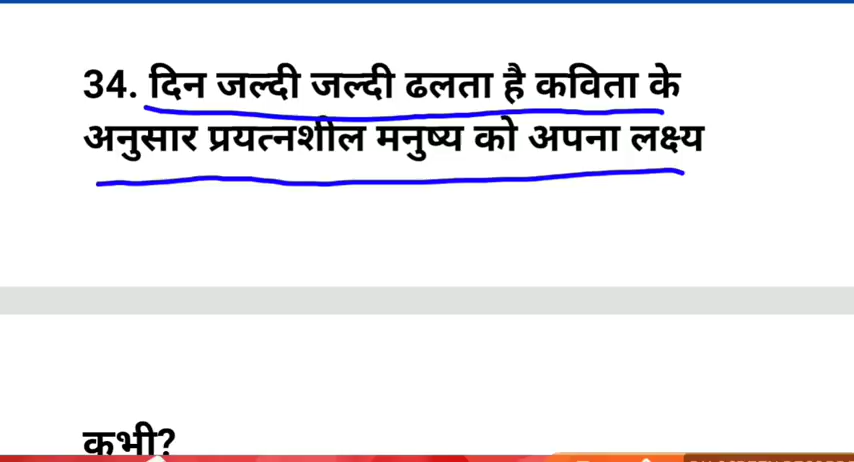 34. दिन जल्दी जल्दी ढलता है कविता के
अनुसार प्रयत्नशील मनुष्य को अपना लक्ष्य
कभी?